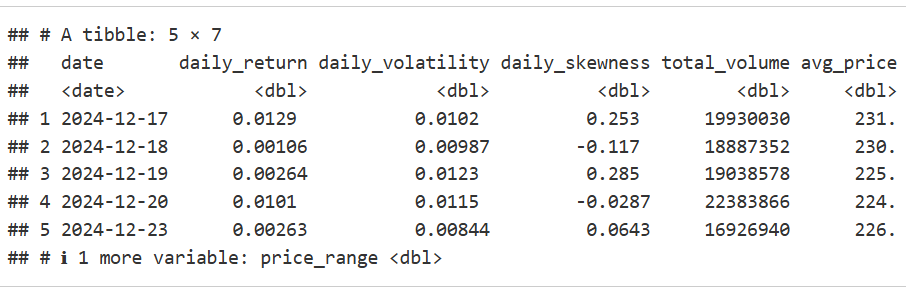 ## # A tibble: 5 × 7
##   date       daily_return daily_volatility daily_skewness total_volume avg_price
##   <date>            <dbl>            <dbl>          <dbl>        <dbl>     <dbl>
## 1 2024-12-17      0.0129           0.0102          0.253      19930030      231.
## 2 2024-12-18      0.00106          0.00987        -0.117      18887352      230.
## 3 2024-12-19      0.00264          0.0123          0.285      19038578      225.
## 4 2024-12-20      0.0101           0.0115         -0.0287     22383866      224.
## 5 2024-12-23      0.00263          0.00844         0.0643     16926940      226.
## # ℹ 1 more variable: price_range <dbl>